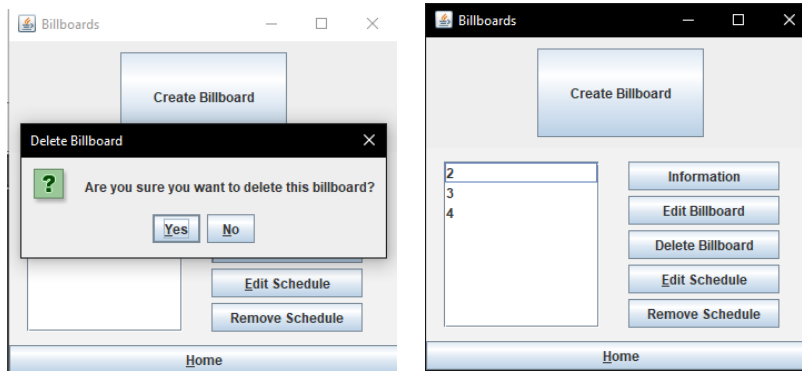 Billboards
Create Billboard
Delete Billboard
?
Are you sure you want to delete this billboard?
Yes
No
Edit Schedule
Remove Schedule
Home
Billboards
Create Billboard
2
3
4
Information
Edit Billboard
Delete Billboard
Edit Schedule
Remove Schedule
Home